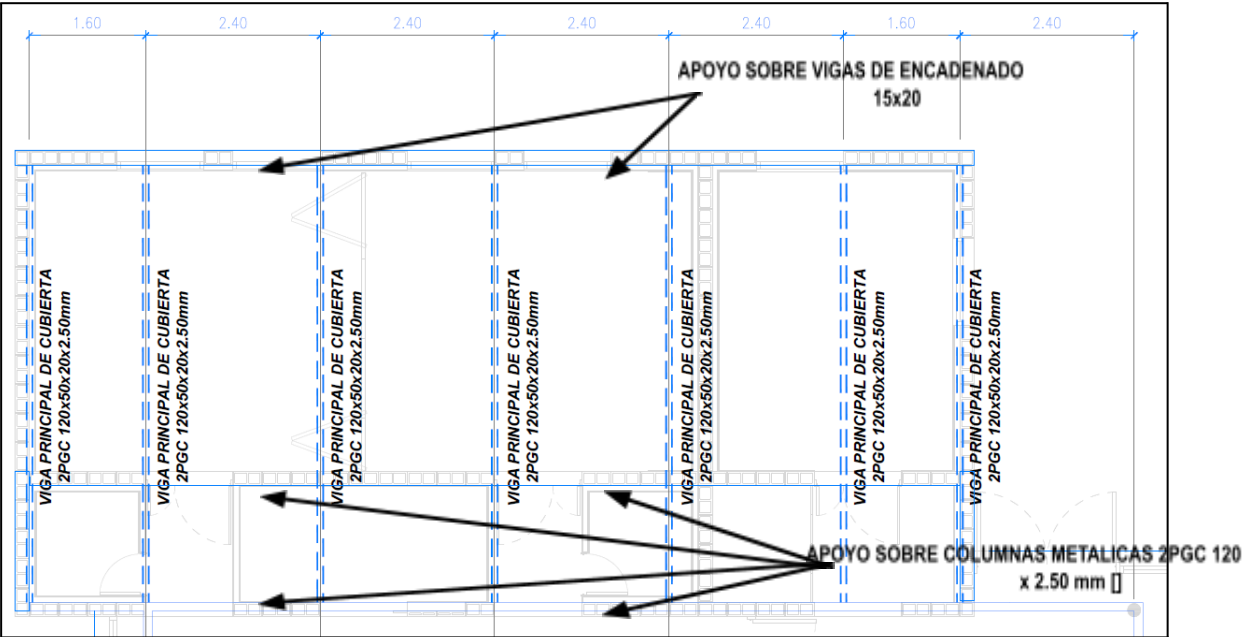 1.60 2.40 2.40 2.40 2.40 1.60 2.40
APOYO SOBRE VIGAS DE ENCADENADO
15x20
VIGA PRINCIPAL DE CUBIERTA
2PGC 120x50x20x2.50mm
VIGA PRINCIPAL DE CUBIERTA
2PGC 120x50x20x2.50mm
VIGA PRINCIPAL DE CUBIERTA
2PGC 120x50x20x2.50mm
VIGA PRINCIPAL DE CUBIERTA
2PGC 120x50x20x2.50mm
VIGA PRINCIPAL DE CUBIERTA
2PGC 120x50x20x2.50mm
VIGA PRINCIPAL DE CUBIERTA
2PGC 120x50x20x2.50mm
VIGA PRINCIPAL DE CUBIERTA
2PGC 120x50x20x2.50mm
APOYO SOBRE COLUMNAS METALICAS 2PGC 120
x 2.50 mm []